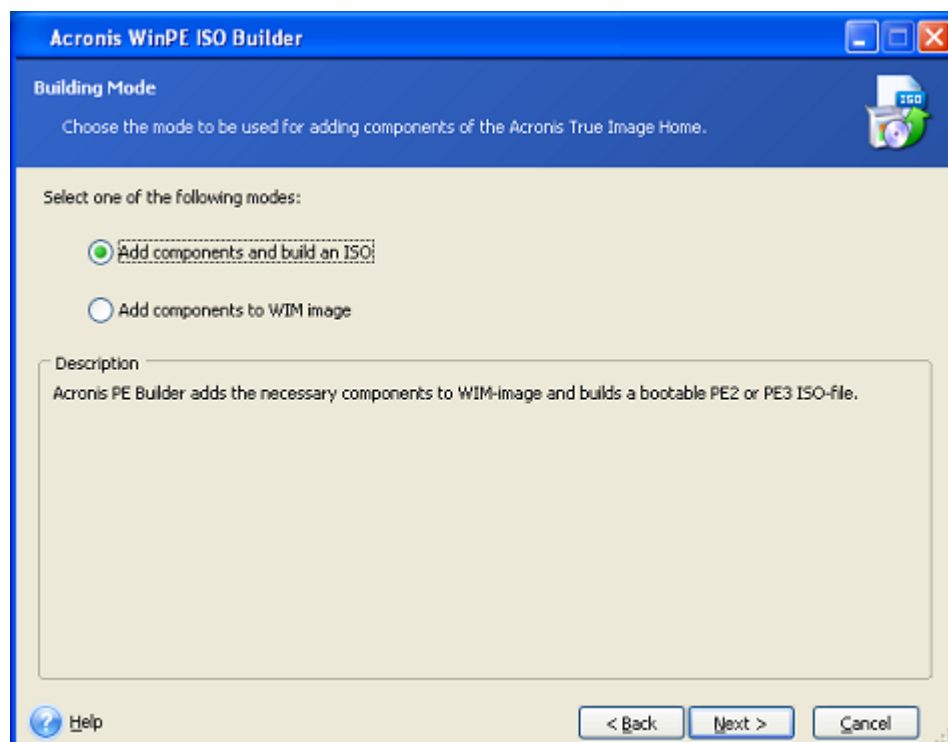 Acronis WinPE ISO Builder
Building Mode
Choose the mode to be used for adding components of the Acronis True Image Home.
ISO
Select one of the following modes:
Add components and build an ISO
Add components to WIM image
Description
Acronis PE Builder adds the necessary components to WIM-image and builds a bootable PE2 or PE3 ISO-file.
? Help
< Back Next > Cancel